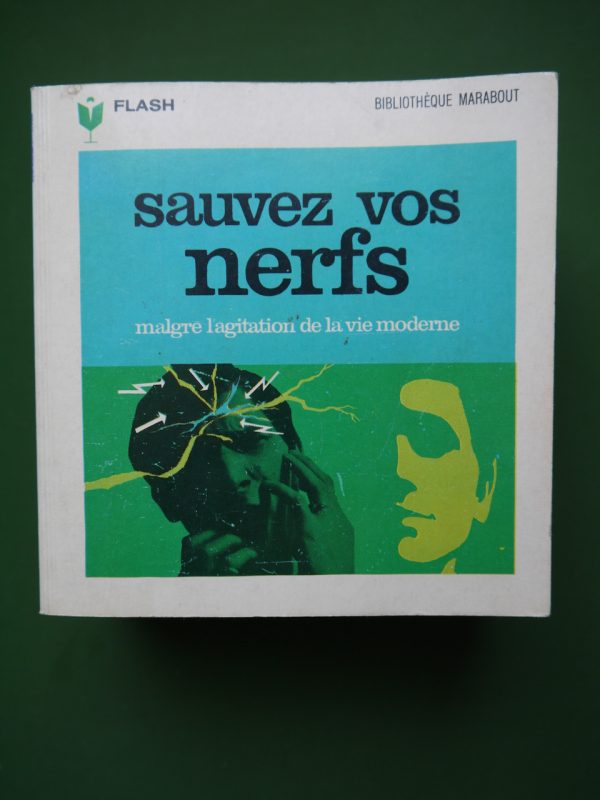 FLASH
BIBLIOTHÈQUE MARABOUT
sauvez vos
nerfs
malgre l'agitation de la vie moderne